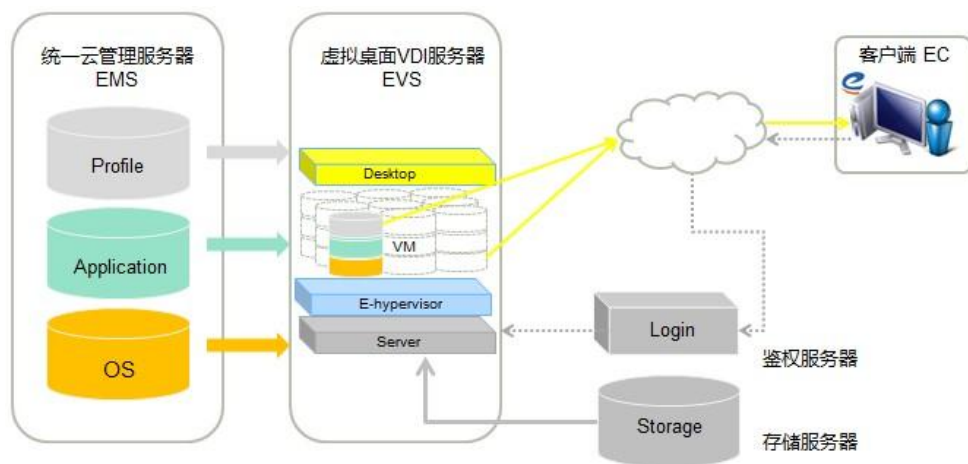 统一云管理服务器
EMS
Profile
Application
OS
虚拟桌面VDI服务器
EVS
Desktop
VM
E-hypervisor
Server
客户端 EC
e
Login
鉴权服务器
Storage
存储服务器